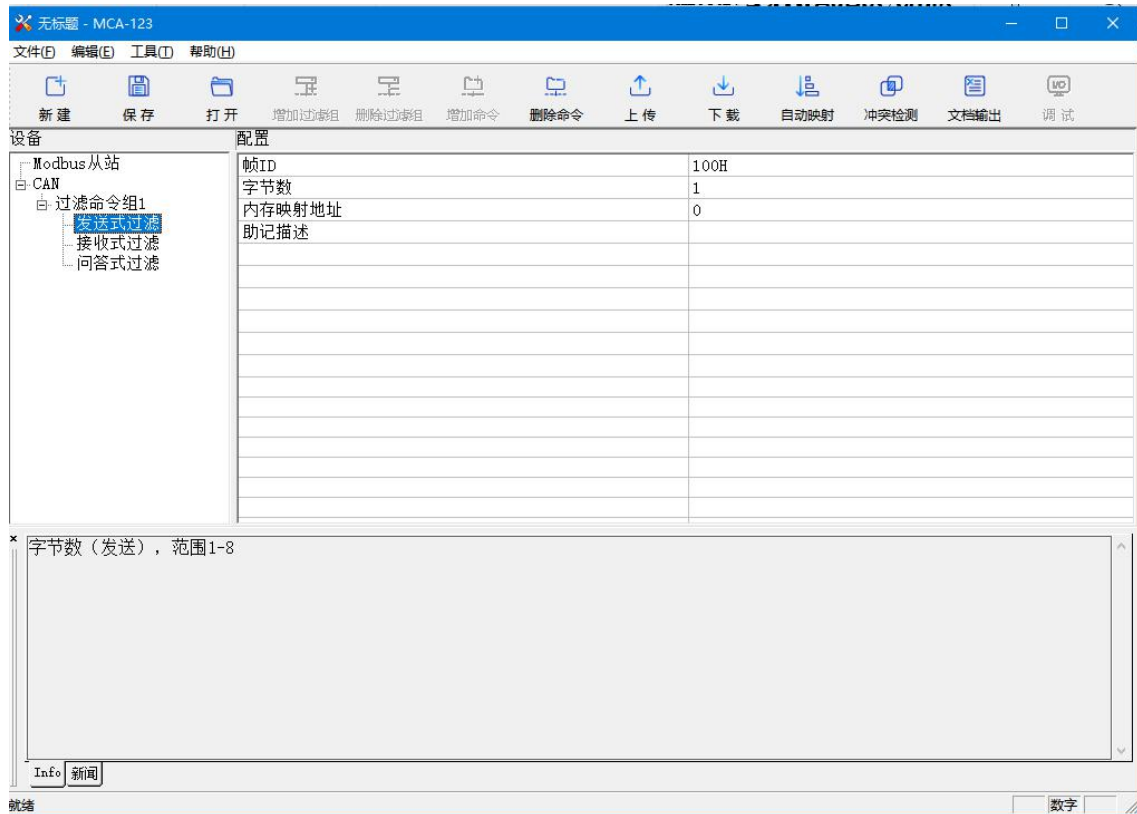 无标题 - MCA-123
文件(F) 编辑(E) 工具(T) 帮助(H)
新建 保存 打开 增加过滤组 删除过滤组 增加命令 删除命令 上传 下载 自动映射 冲突检测 文档输出 调试
设备 配置
Modbus从站
CAN
过滤命令组1
发送式过滤
接收式过滤
问答式过滤
帧ID 100H
字节数 1
内存映射地址 0
助记描述
字节数（发送），范围1-8
Info 新闻
就绪 数字